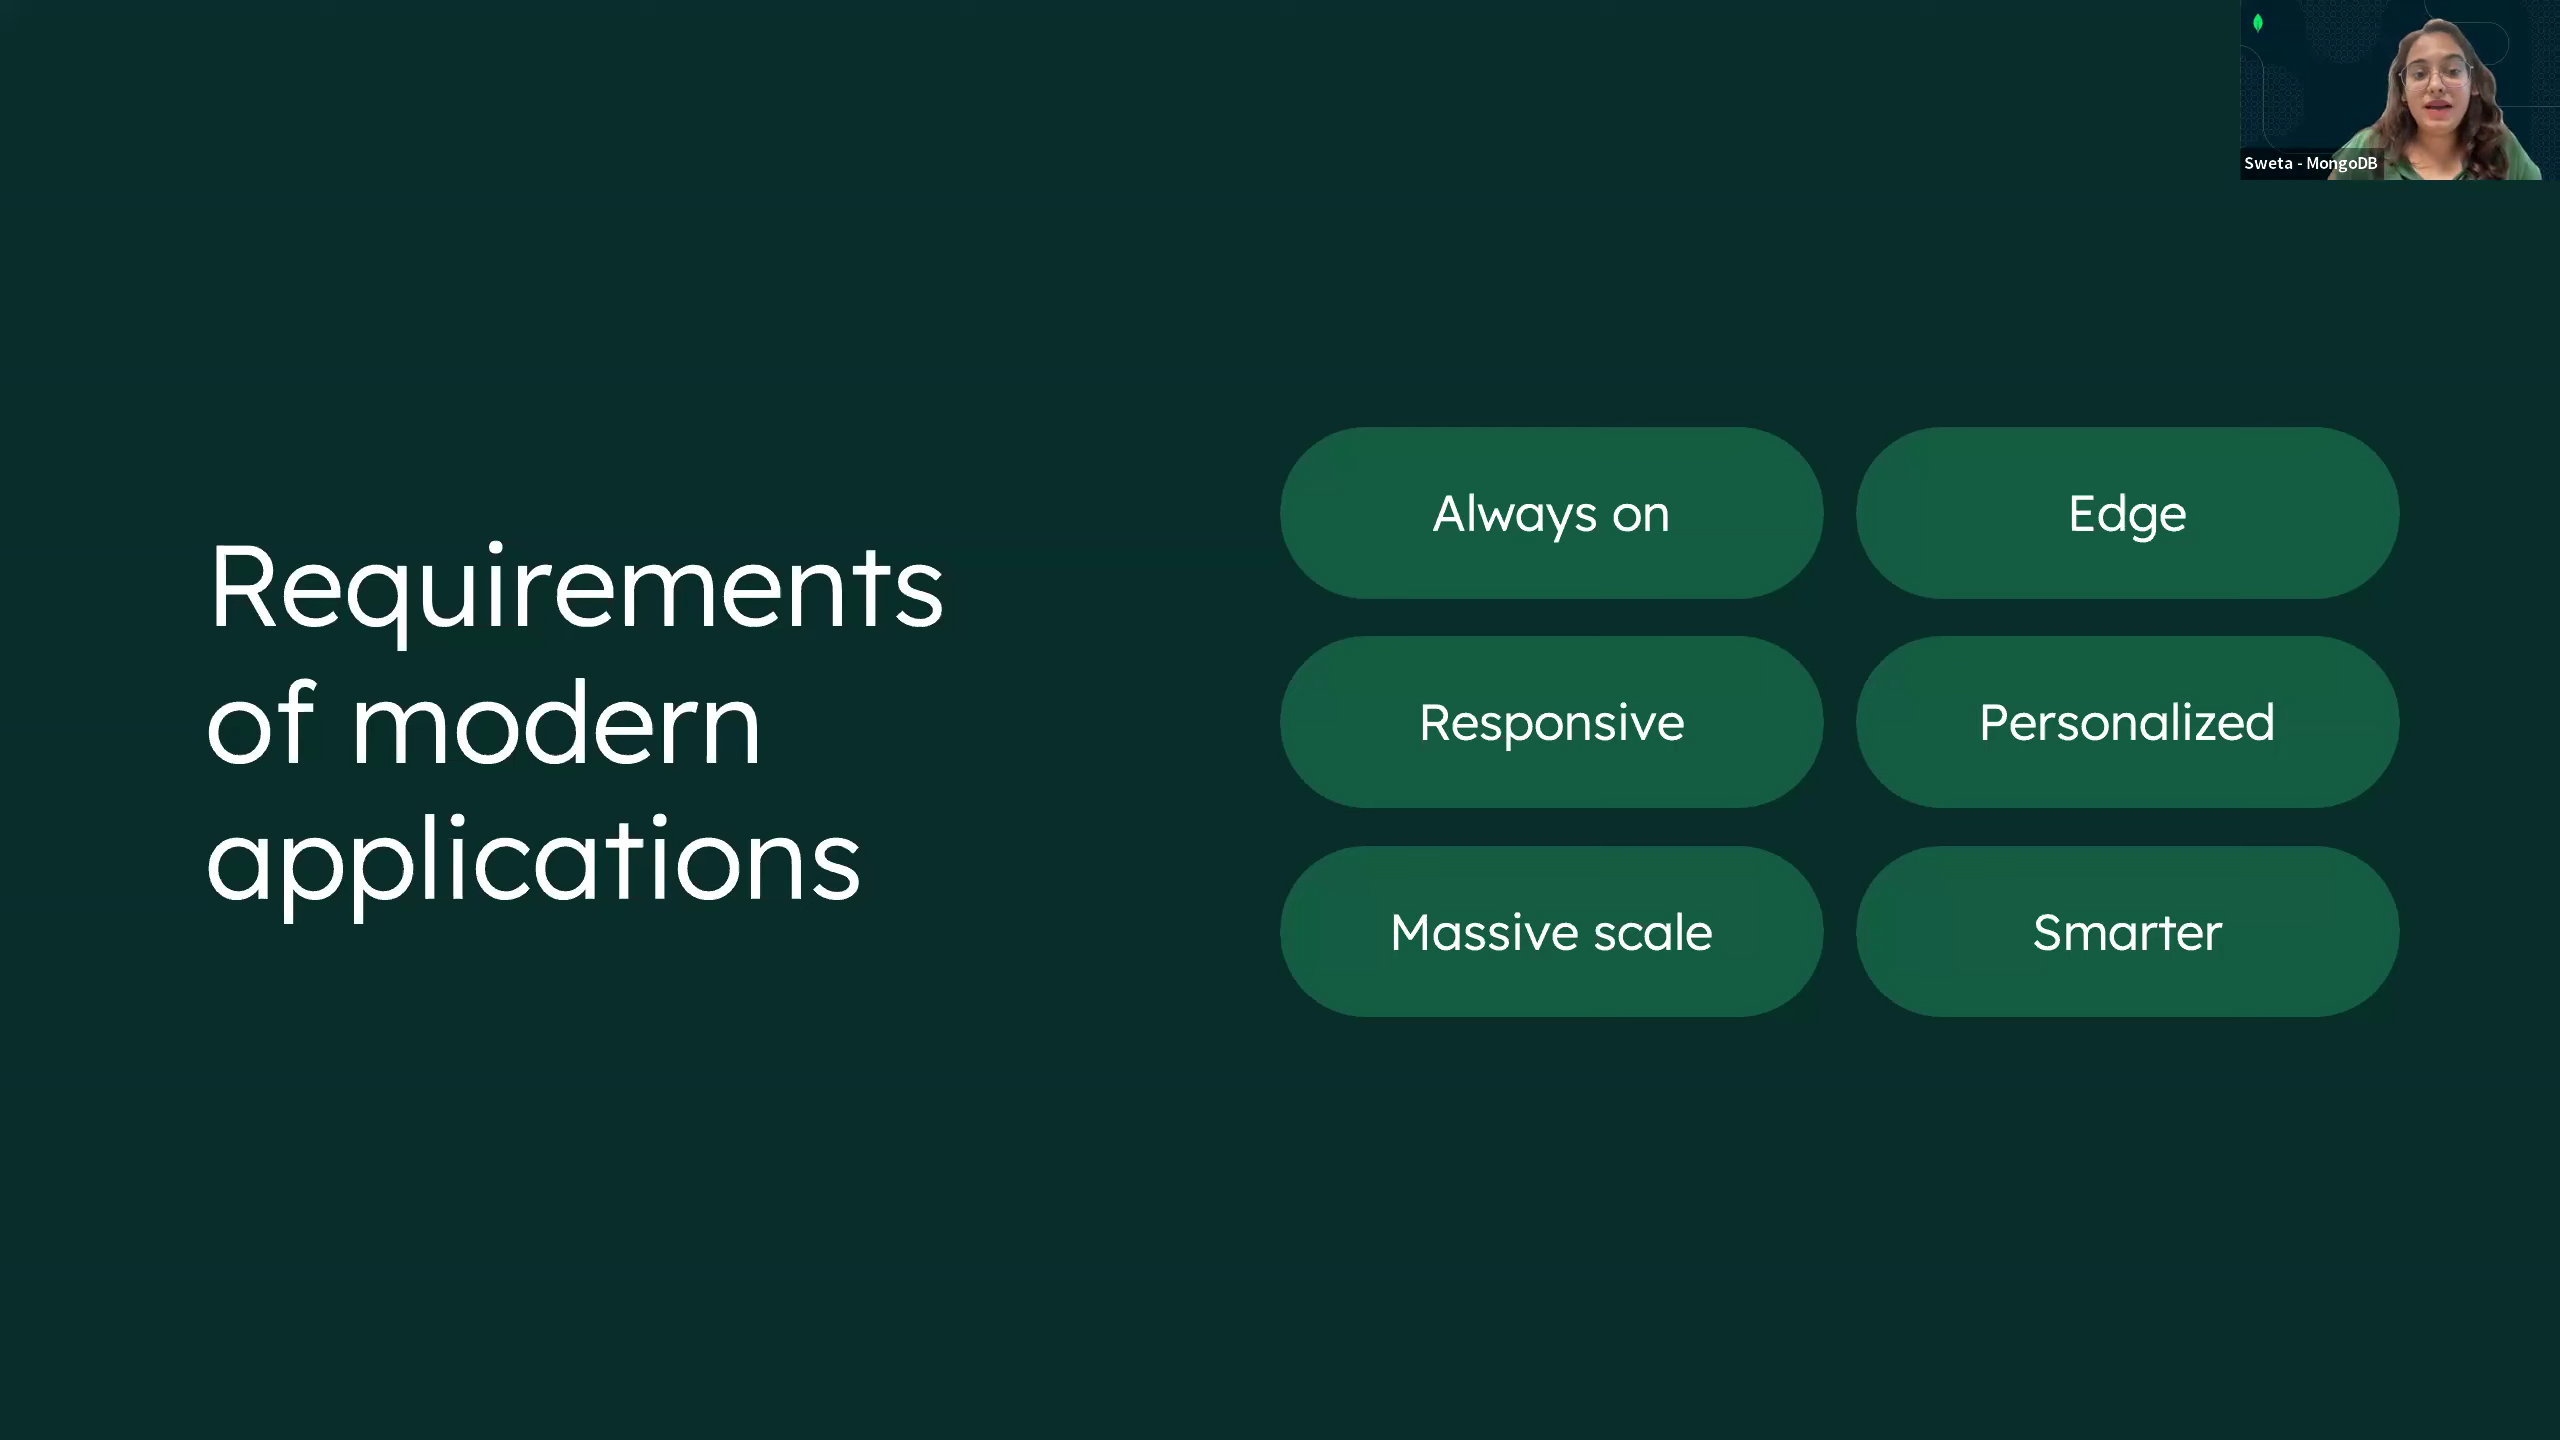 Sweta - MongoDB
Requirements
of modern
applications
Always on
Edge
Responsive
Personalized
Massive scale
Smarter